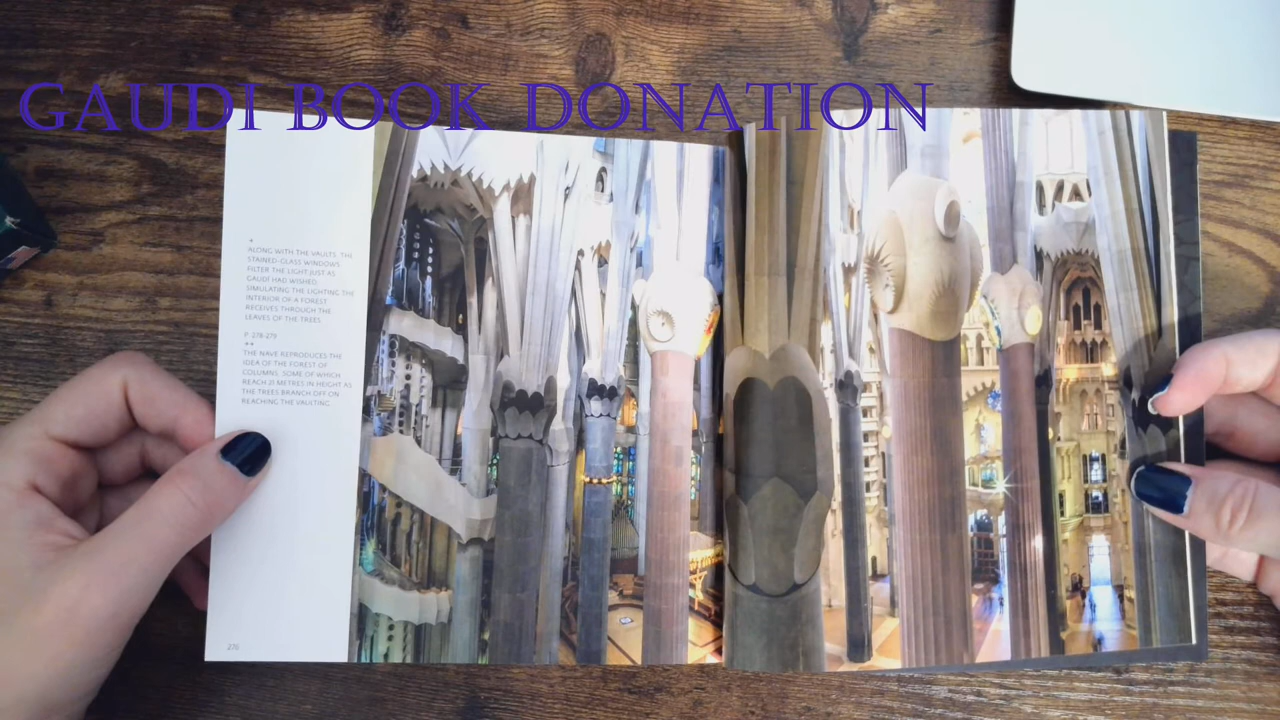 GAUDI BOOK DONATION
*
ALONG WITH THE VAULTS, THE
STAINED-GLASS WINDOWS,
FILTER THE LIGHT JUST AS
GAUDÍ HAD WISHED,
SIMULATING THE LIGHTING THE
INTERIOR OF A FOREST
RECEIVES THROUGH THE
LEAVES OF THE TREES
P. 278-279
**
THE NAVE REPRODUCES THE
IDEA OF THE FOREST OF
COLUMNS, SOME OF WHICH
REACH 21 METRES IN HEIGHT AS
THE TREES BRANCH OFF ON
REACHING THE VAULTING.
276